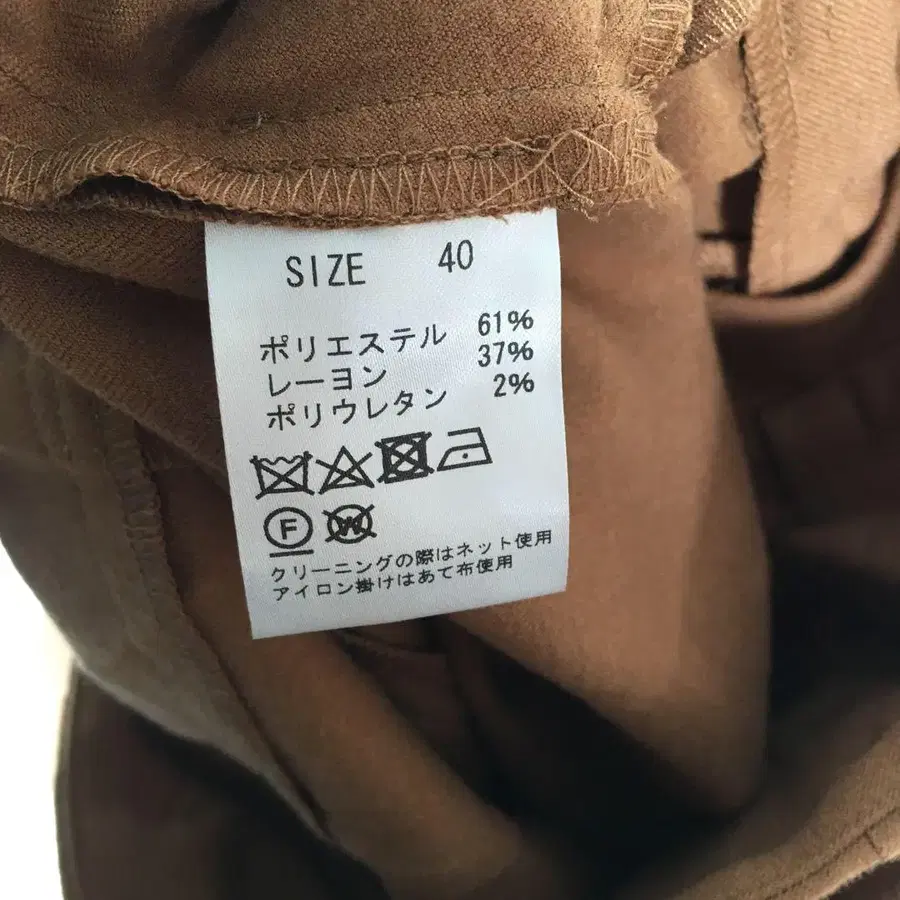 SIZE 40
ポリエステル 61%
レーヨン 37%
ポリウレタン 2%
F W
クリーニングの際はネット使用
アイロン掛けはあて布使用